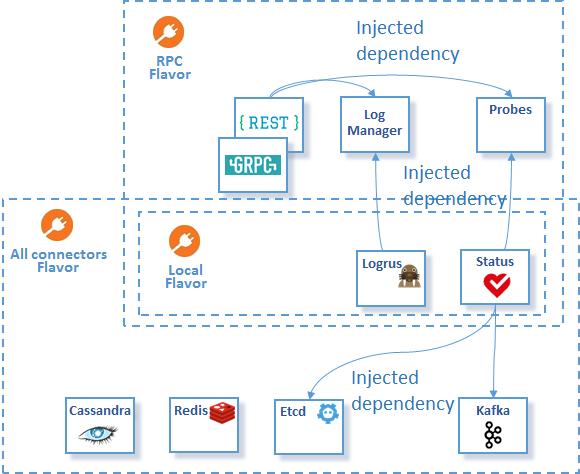 Injected
dependency
RPC
Flavor
{ REST }
GRPC
Log
Manager
Probes
Injected
dependency
All connectors
Flavor
Local
Flavor
Logrus
Status
Injected
dependency
Cassandra
Redis
Etcd
Kafka